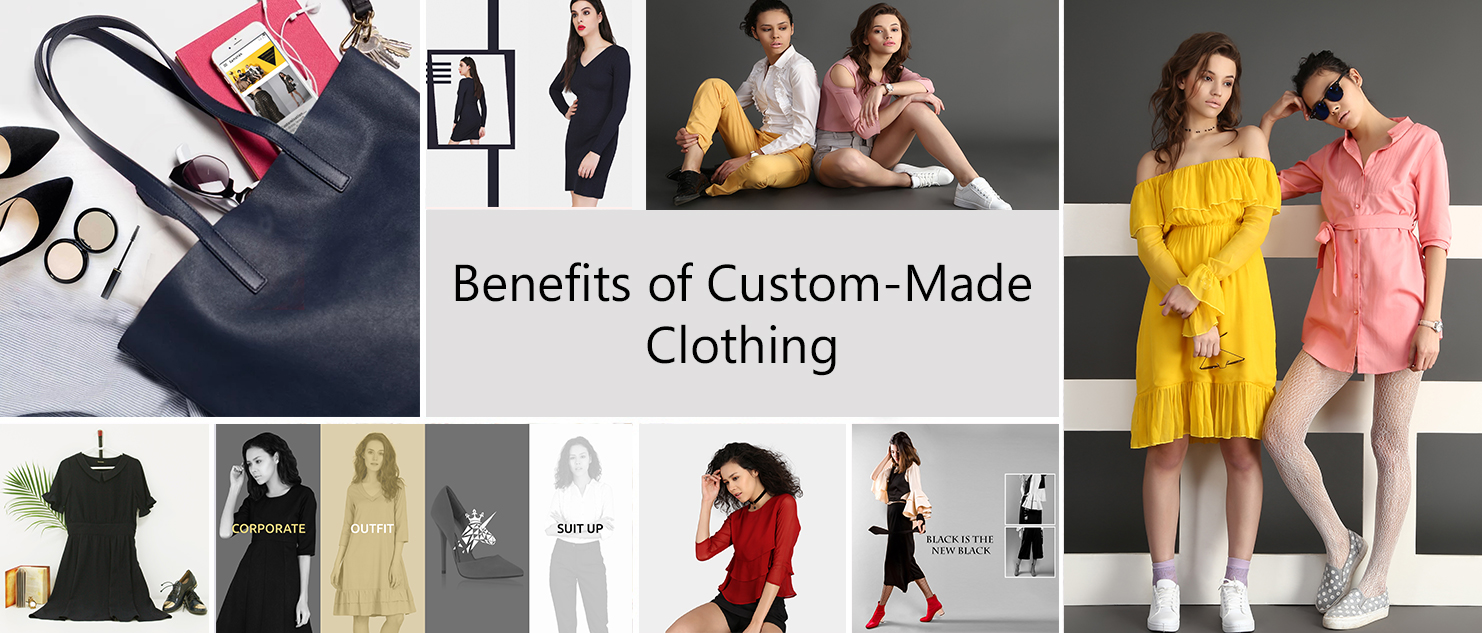 Benefits of Custom-Made
Clothing
CORPORATE
OUTFIT
SUIT UP
BLACK IS THE
NEW BLACK